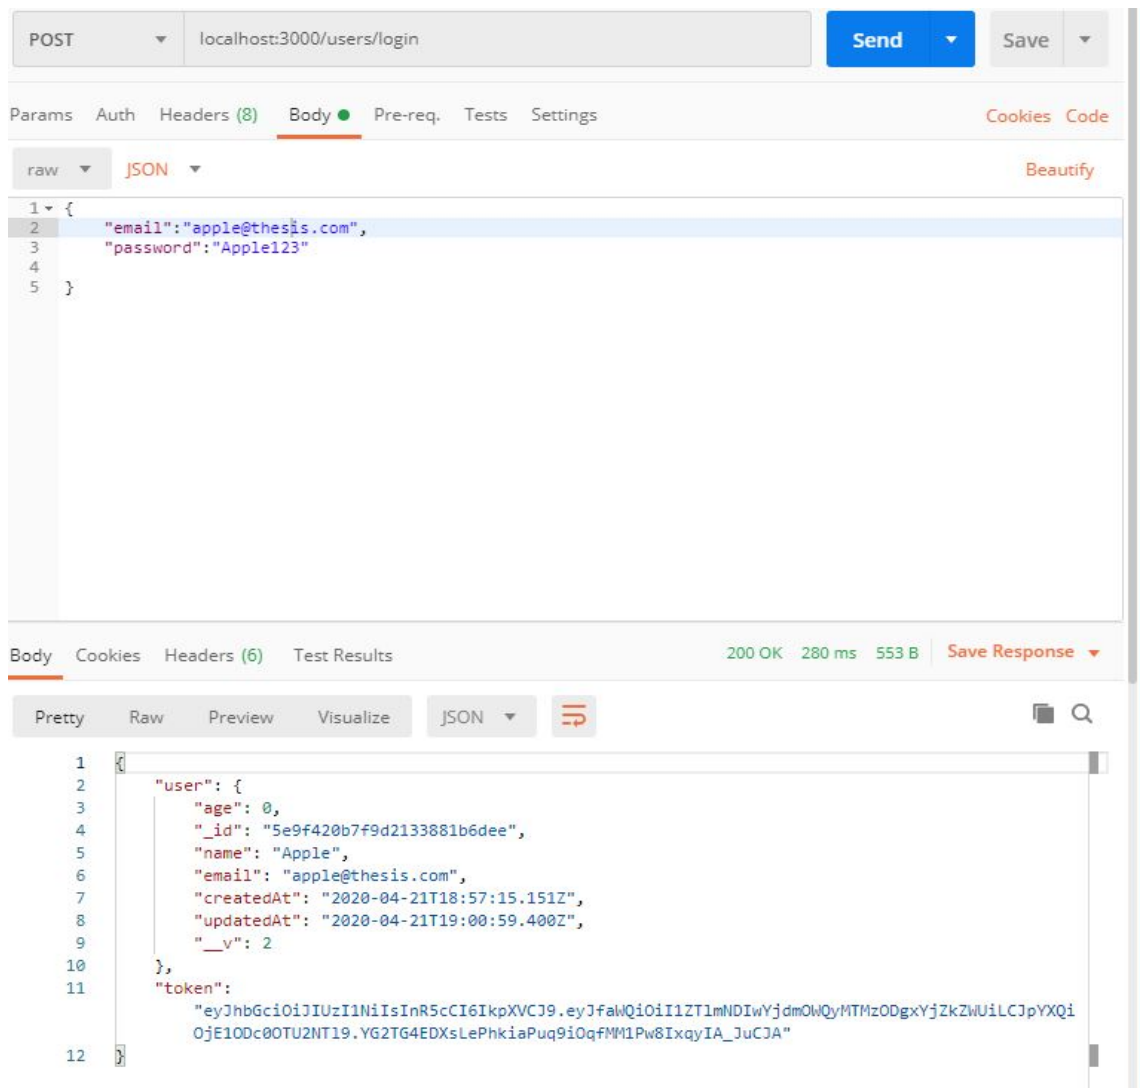 POST localhost:3000/users/login Send Save
Params Auth Headers (8) Body Pre-req. Tests Settings Cookies Code
raw JSON Beautify
1 {
2 "email":"apple@thesis.com",
3 "password":"Apple123"
4
5 }
Body Cookies Headers (6) Test Results 200 OK 280 ms 553 B Save Response
Pretty Raw Preview Visualize JSON
1 {
2 "user": {
3 "age": 0,
4 "_id": "5e9f420b7f9d2133881b6dee",
5 "name": "Apple",
6 "email": "apple@thesis.com",
7 "createdAt": "2020-04-21T18:57:15.151Z",
8 "updatedAt": "2020-04-21T19:00:59.400Z",
9 "__v": 2
10 },
11 "token":
"eyJhbGciOiJIUzI1NiIsInR5cCI6IkpXVCJ9.eyJfaWQiOiI1ZTlmNDIwYjdmOWQyMTMzODgxYjZkZWUiLCJpYXQi
OjE1ODc0OTU2NTl9.YG2TG4EDXsLePhkiaPuq9iOqfMM1Pw8IxqyIA_JuCJA"
12 }